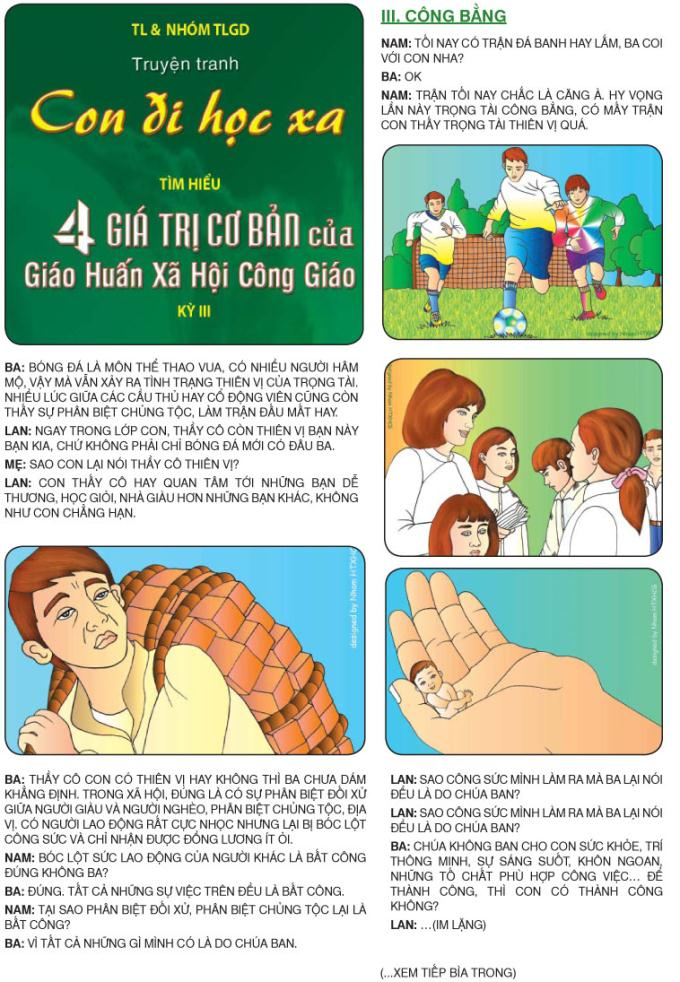 TL & NHÓM TLGD
Truyện tranh
Con đi học xa
TÌM HIỂU
4 GIÁ TRỊ CƠ BẢN của
Giáo Huấn Xã Hội Công Giáo
KỲ III
III. CÔNG BẰNG
NAM: TỐI NAY CÓ TRẬN ĐÁ BANH HAY LẮM, BA COI
VỚI CON NHA?
BA: OK
NAM: TRẬN TỐI NAY CHẮC LÀ CĂNG À. HY VỌNG
LẦN NÀY TRỌNG TÀI CÔNG BẰNG, CÓ MẤY TRẬN
CON THẤY TRỌNG TÀI THIÊN VỊ QUÁ.
designed by Nhom HTXHCG
BA: BÓNG ĐÁ LÀ MÔN THỂ THAO VUA, CÓ NHIỀU NGƯỜI HÂM
MỘ, VẬY MÀ VẪN XẢY RA TÌNH TRẠNG THIÊN VỊ CỦA TRỌNG TÀI.
NHIỀU LÚC GIỮA CÁC CẦU THỦ HAY CỔ ĐỘNG VIÊN CŨNG CÒN
THẤY SỰ PHÂN BIỆT CHỦNG TỘC, LÀM TRẬN ĐẤU MẤT HAY.
LAN: NGAY TRONG LỚP CON, THẦY CÔ CÒN THIÊN VỊ BẠN NÀY
BẠN KIA, CHỨ KHÔNG PHẢI CHỈ BÓNG ĐÁ MỚI CÓ ĐÂU BA.
MẸ: SAO CON LẠI NÓI THẦY CÔ THIÊN VỊ?
LAN: CON THẤY CÔ HAY QUAN TÂM TỚI NHỮNG BẠN DỄ
THƯƠNG, HỌC GIỎI, NHÀ GIÀU HƠN NHỮNG BẠN KHÁC, KHÔNG
NHƯ CON CHẲNG HẠN.
designed by Nhom HTXHCG
designed by Nhom HTXHCG
BA: THẦY CÔ CON CÓ THIÊN VỊ HAY KHÔNG THÌ BA CHƯA DÁM
KHẲNG ĐỊNH. TRONG XÃ HỘI, ĐÚNG LÀ CÓ SỰ PHÂN BIỆT ĐỐI XỬ
GIỮA NGƯỜI GIÀU VÀ NGƯỜI NGHÈO, PHÂN BIỆT CHỦNG TỘC, ĐỊA
VỊ. CÓ NGƯỜI LAO ĐỘNG RẤT CỰC NHỌC NHƯNG LẠI BỊ BÓC LỘT
CÔNG SỨC VÀ CHỈ NHẬN ĐƯỢC ĐỒNG LƯƠNG ÍT ỎI.
NAM: BÓC LỘT SỨC LAO ĐỘNG CỦA NGƯỜI KHÁC LÀ BẤT CÔNG
ĐÚNG KHÔNG BA?
BA: ĐÚNG. TẤT CẢ NHỮNG SỰ VIỆC TRÊN ĐỀU LÀ BẤT CÔNG.
NAM: TẠI SAO PHÂN BIỆT ĐỐI XỬ, PHÂN BIỆT CHỦNG TỘC LẠI LÀ
BẤT CÔNG?
BA: VÌ TẤT CẢ NHỮNG GÌ MÌNH CÓ LÀ DO CHÚA BAN.
LAN: SAO CÔNG SỨC MÌNH LÀM RA MÀ BA LẠI NÓI
ĐỀU LÀ DO CHÚA BAN?
LAN: SAO CÔNG SỨC MÌNH LÀM RA MÀ BA LẠI NÓI
ĐỀU LÀ DO CHÚA BAN?
BA: CHÚA KHÔNG BAN CHO CON SỨC KHỎE, TRÍ
THÔNG MINH, SỰ SÁNG SUỐT, KHÔN NGOAN,
NHỮNG TỐ CHẤT PHÙ HỢP CÔNG VIỆC... ĐỂ
THÀNH CÔNG, THÌ CON CÓ THÀNH CÔNG
KHÔNG?
LAN: ...(IM LẶNG)
(...XEM TIẾP BÌA TRONG)